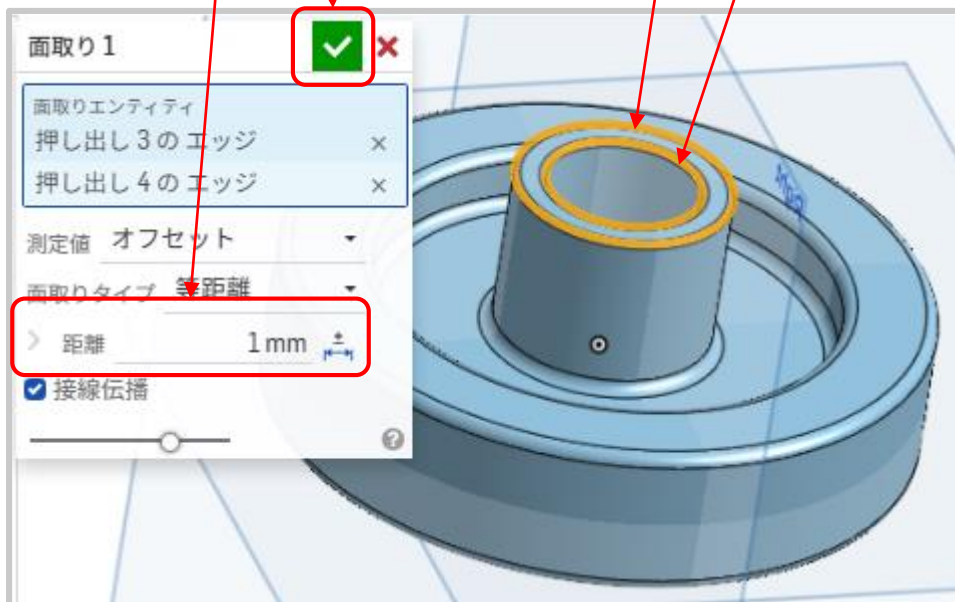 面取り1
面取りエンティティ
押し出し3のエッジ
押し出し4のエッジ
測定値 オフセット
面取りタイプ 等距離
距離 1 mm
接線伝播